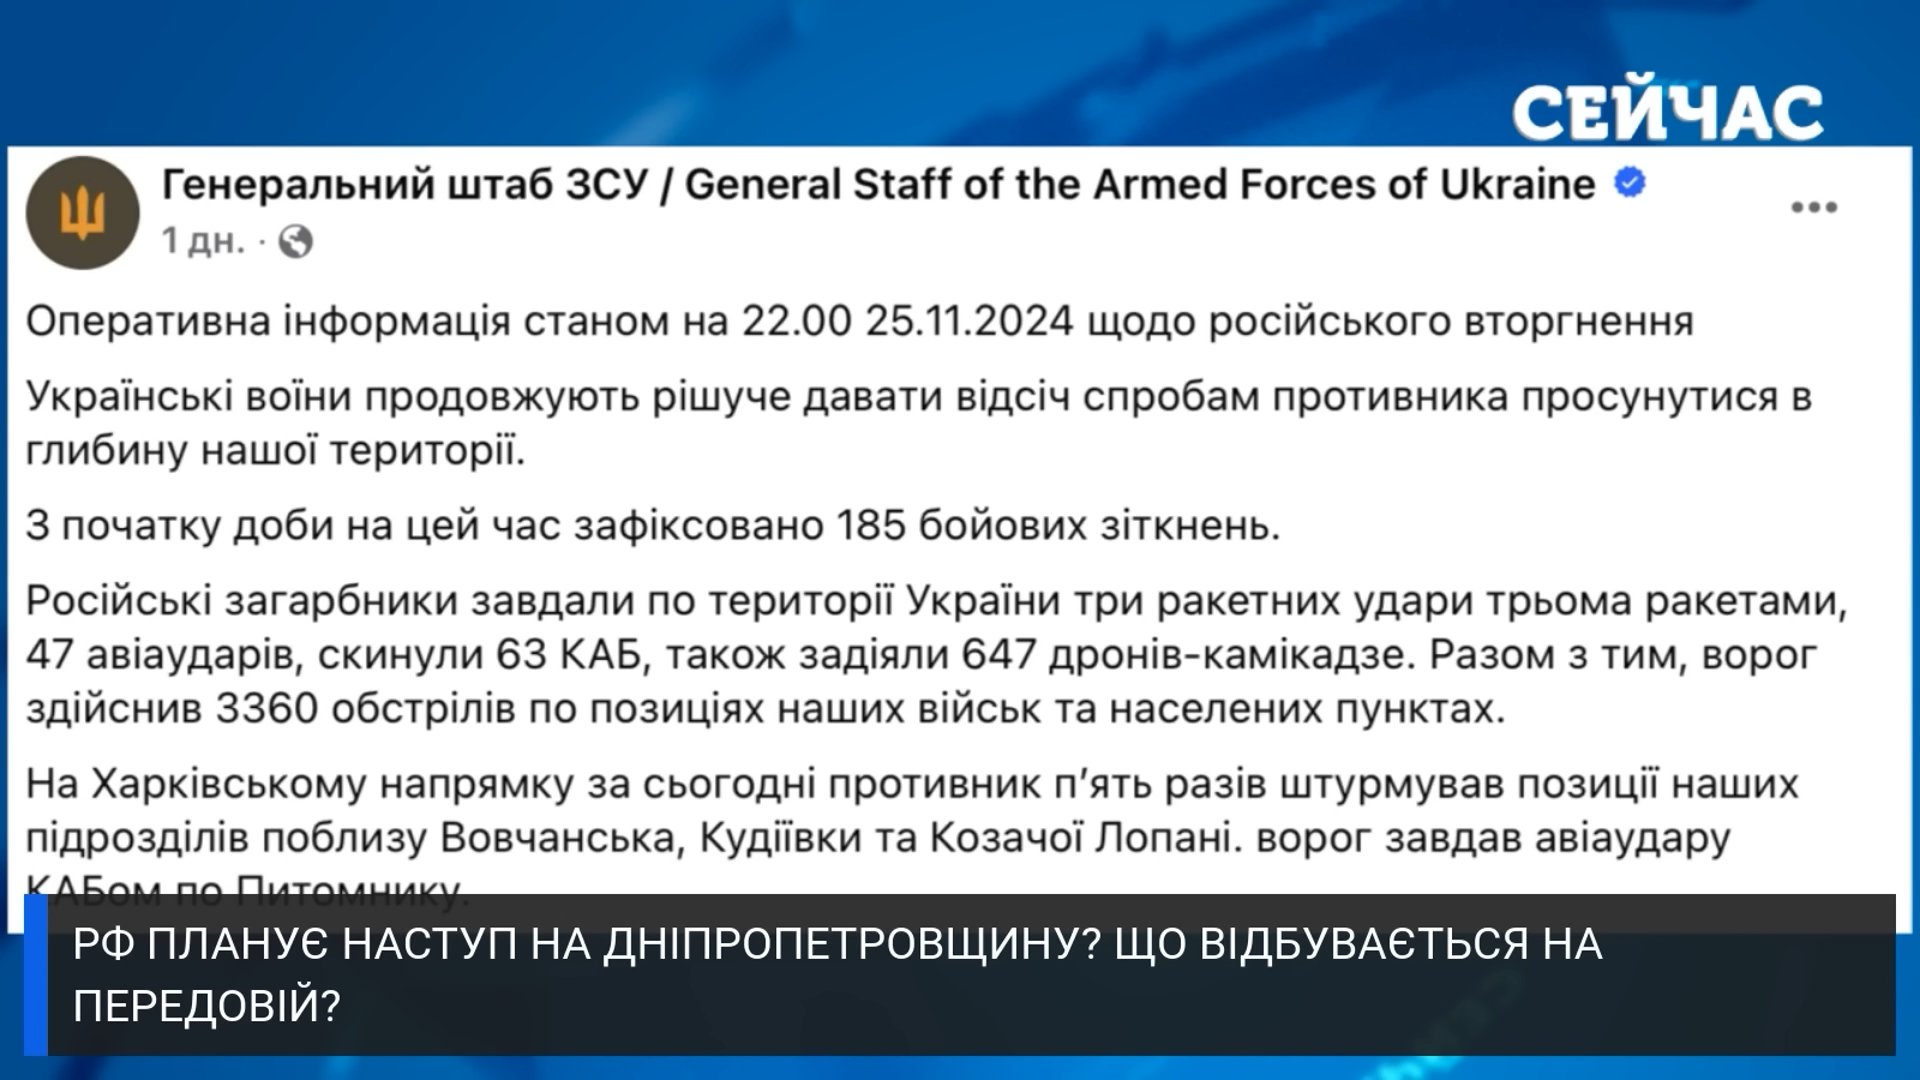 СЕЙЧАС
Генеральний штаб ЗСУ / General Staff of the Armed Forces of Ukraine
1 дн. ·
Оперативна інформація станом на 22.00 25.11.2024 щодо російського вторгнення
Українські воїни продовжують рішуче давати відсіч спробам противника просунутися в
глибину нашої території.
З початку доби на цей час зафіксовано 185 бойових зіткнень.
Російські загарбники завдали по території України три ракетних удари трьома ракетами,
47 авіаударів, скинули 63 КАБ, також задіяли 647 дронів-камікадзе. Разом з тим, ворог
здійснив 3360 обстрілів по позиціях наших військ та населених пунктах.
На Харківському напрямку за сьогодні противник п’ять разів штурмував позиції наших
підрозділів поблизу Вовчанська, Кудіївки та Козачої Лопані. ворог завдав авіаудару
КАБом по Питомнику.
РФ ПЛАНУЄ НАСТУП НА ДНІПРОПЕТРОВЩИНУ? ЩО ВІДБУВАЄТЬСЯ НА
ПЕРЕДОВІЙ?